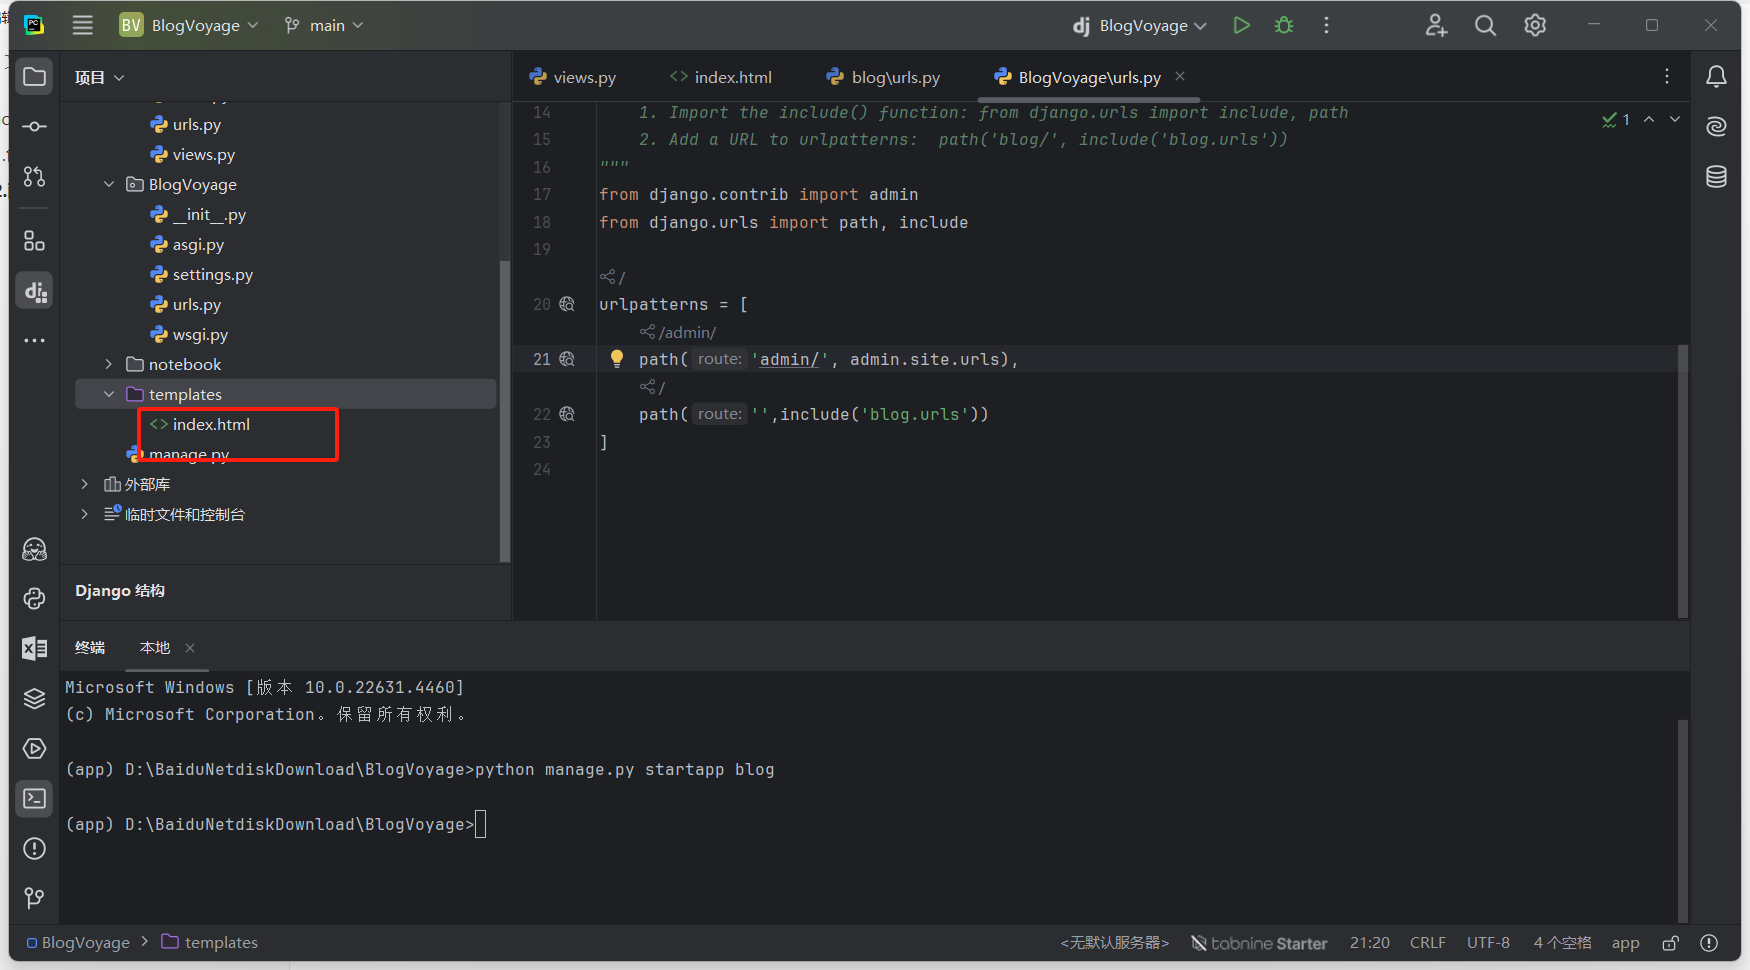 BV BlogVoyage main
dj BlogVoyage
项目
urls.py
views.py
BlogVoyage
__init__.py
asgi.py
settings.py
urls.py
wsgi.py
notebook
templates
index.html
manage.py
外部库
临时文件和控制台
Django 结构
views.py index.html blog\urls.py BlogVoyage\urls.py
1
14 1. Import the include() function: from django.urls import include, path
15 2. Add a URL to urlpatterns:  path('blog/', include('blog.urls'))
16 """
17 from django.contrib import admin
18 from django.urls import path, include
19
/
20 urlpatterns = [
/admin/
21 path( route: 'admin/', admin.site.urls),
/
22 path( route: '',include('blog.urls'))
23 ]
24
终端 本地
Microsoft Windows [版本 10.0.22631.4460]
(c) Microsoft Corporation。保留所有权利。
(app) D:\BaiduNetdiskDownload\BlogVoyage>python manage.py startapp blog
(app) D:\BaiduNetdiskDownload\BlogVoyage>
BlogVoyage templates
<无默认服务器> tabnine Starter 21:20 CRLF UTF-8 4 个空格 app